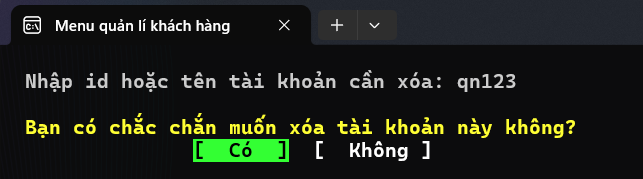 Menu quản lí khách hàng
Nhập id hoặc tên tài khoản cần xóa: qn123
Bạn có chắc chắn muốn xóa tài khoản này không?
[ Có ] [ Không ]